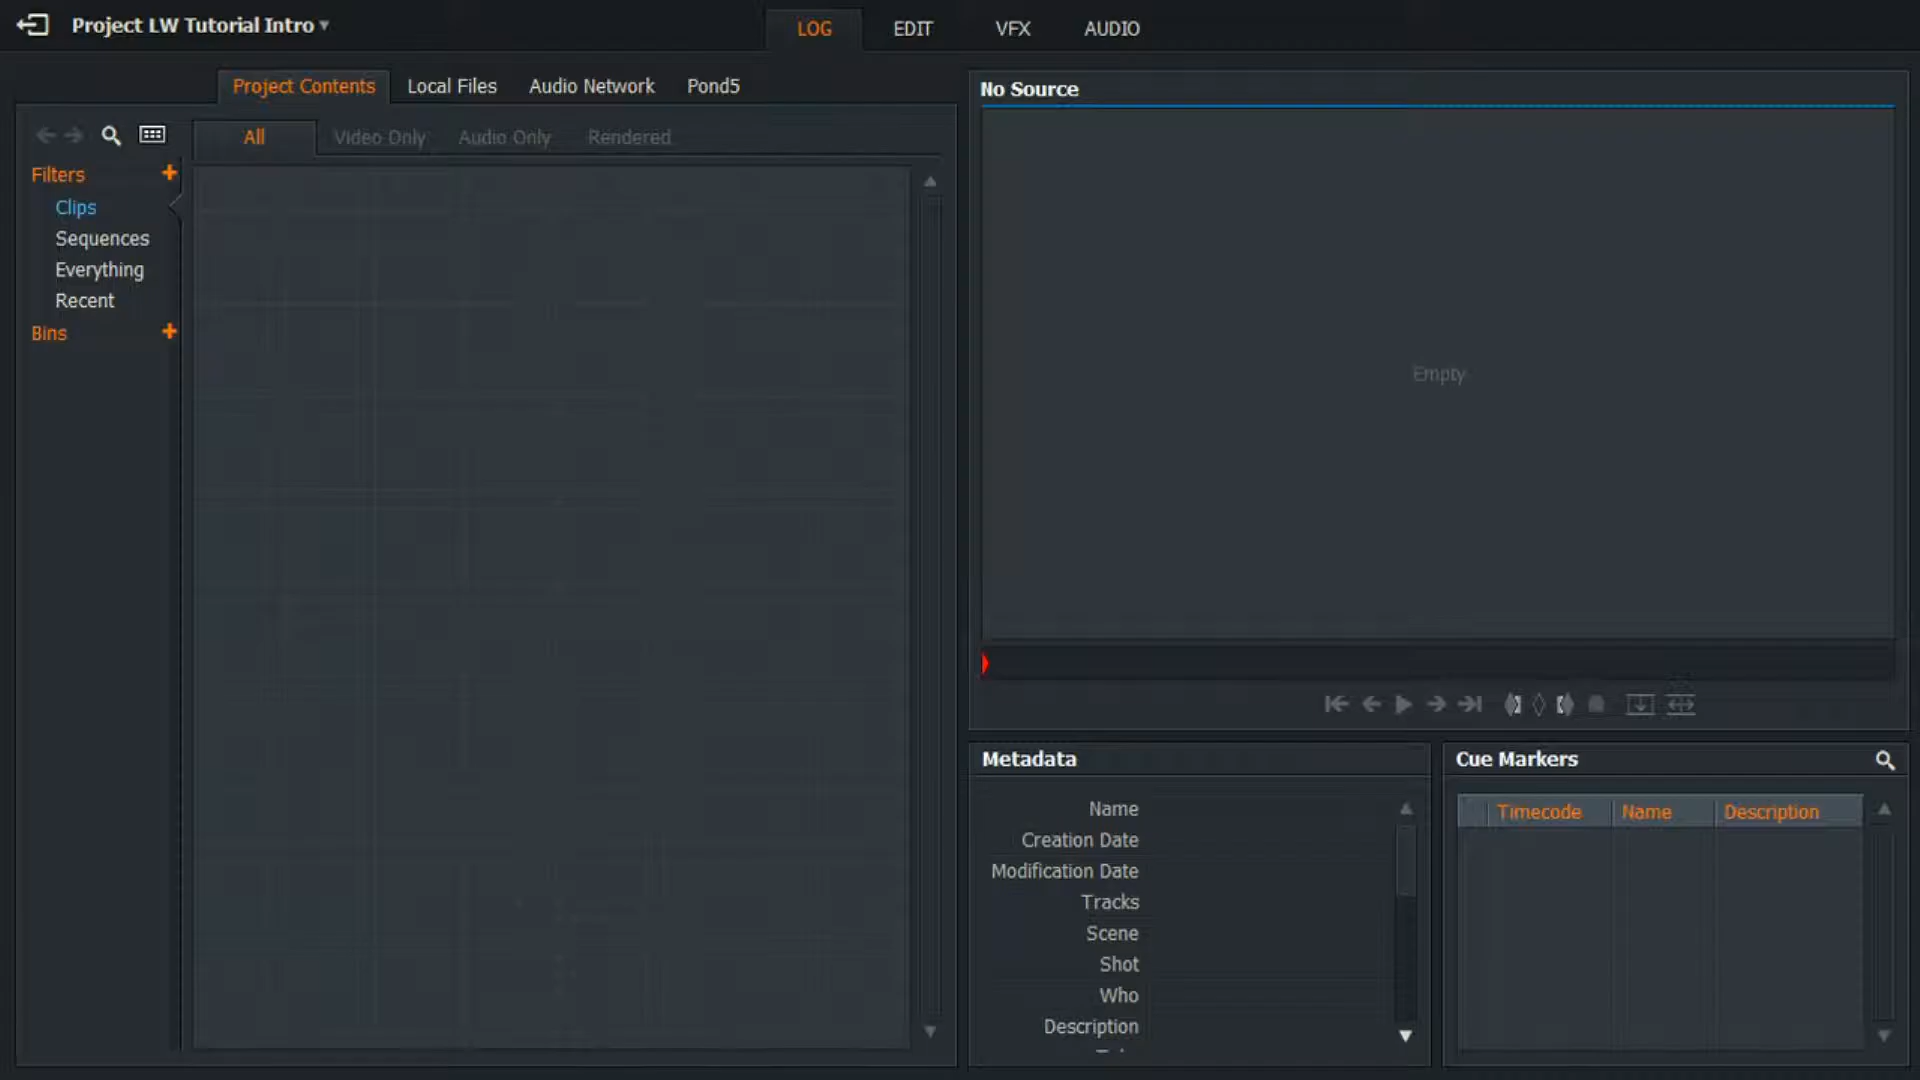 Project LW Tutorial Intro
LOG
EDIT
VFX
AUDIO
Project Contents
Local Files
Audio Network
Pond5
No Source
All
Video Only
Audio Only
Rendered
Filters
Clips
Sequences
Everything
Recent
Bins
Empty
Metadata
Name
Creation Date
Modification Date
Tracks
Scene
Shot
Who
Description
Cue Markers
Timecode
Name
Description